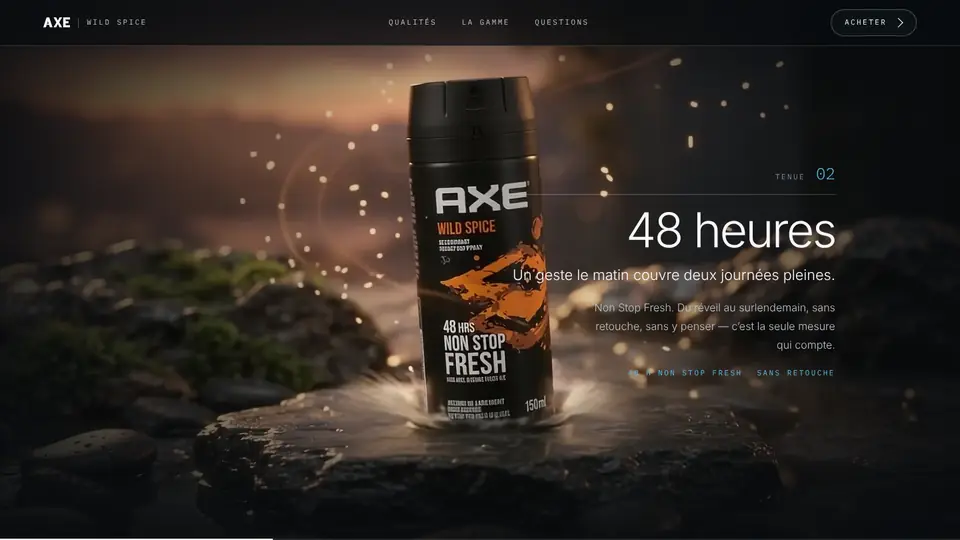 AXE
WILD SPICE
QUALITÉS
LA GAMME
QUESTIONS
ACHETER
AXE
WILD SPICE
48 HRS
NON STOP
FRESH
150ml
TENUE 02
48 heures
Un geste le matin couvre deux journées pleines.
Non Stop Fresh. Du réveil au surlendemain, sans
retouche, sans y penser — c'est la seule mesure
qui compte.
NON STOP FRESH SANS RETOUCHE